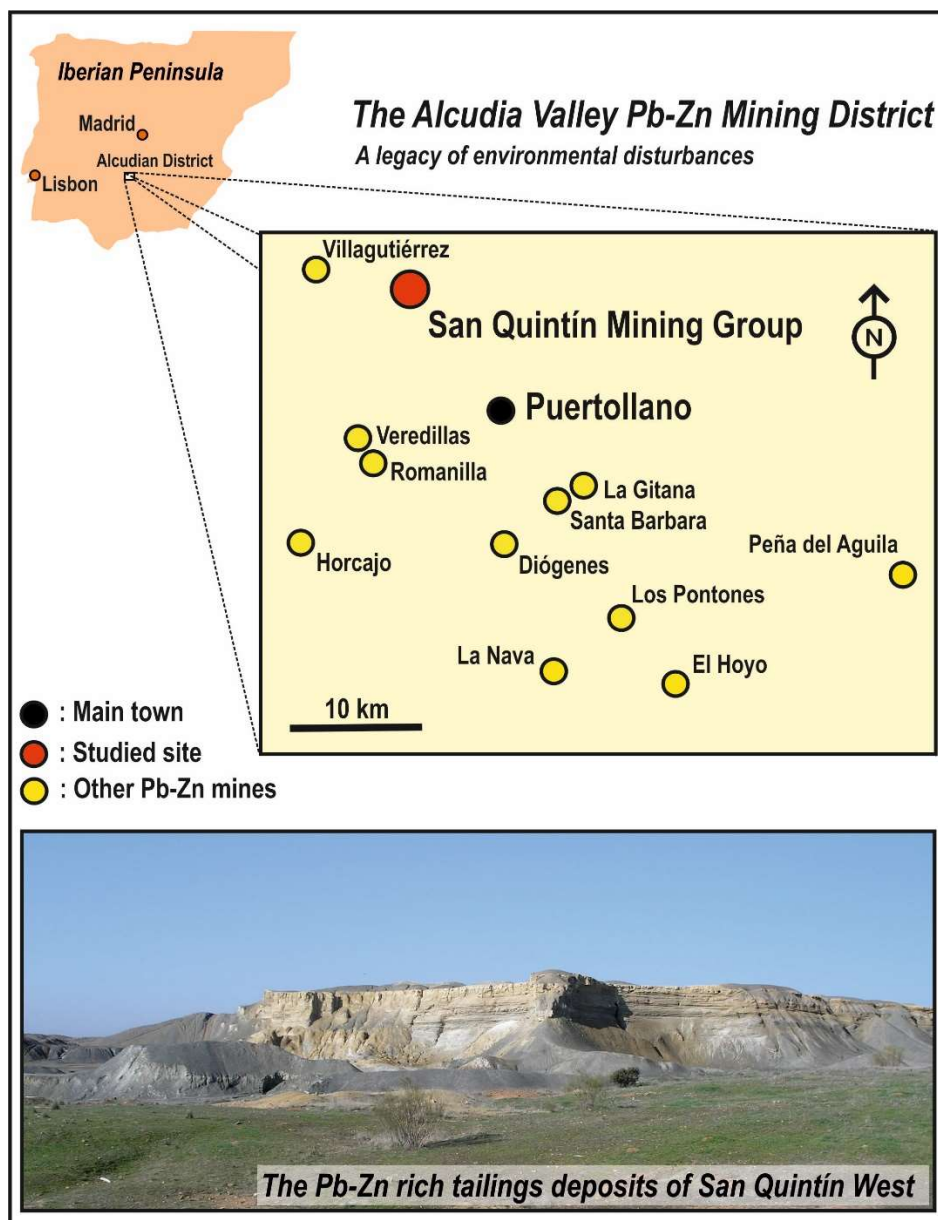 Iberian Peninsula
Madrid
Alcudian District
Lisbon
The Alcudia Valley Pb-Zn Mining District
A legacy of environmental disturbances
Villagutiérrez
San Quintín Mining Group
N
Puertollano
Veredillas
Romanilla
La Gitana
Santa Barbara
Horcajo
Diógenes
Peña del Aguila
Los Pontones
La Nava
El Hoyo
10 km
: Main town
: Studied site
: Other Pb-Zn mines
The Pb-Zn rich tailings deposits of San Quintín West